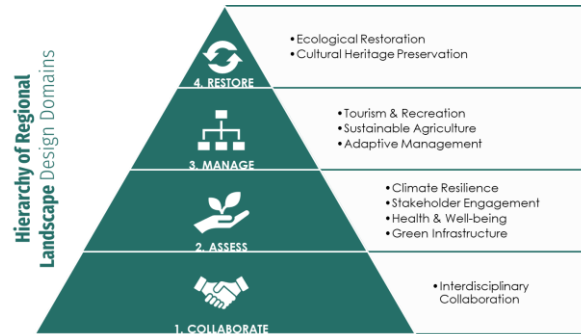 Hierarchy of Regional
Landscape Design Domains
4. RESTORE
•Ecological Restoration
•Cultural Heritage Preservation
3. MANAGE
•Tourism & Recreation
•Sustainable Agriculture
•Adaptive Management
2. ASSESS
•Climate Resilience
•Stakeholder Engagement
•Health & Well-being
•Green Infrastructure
1. COLLABORATE
•Interdisciplinary
Collaboration